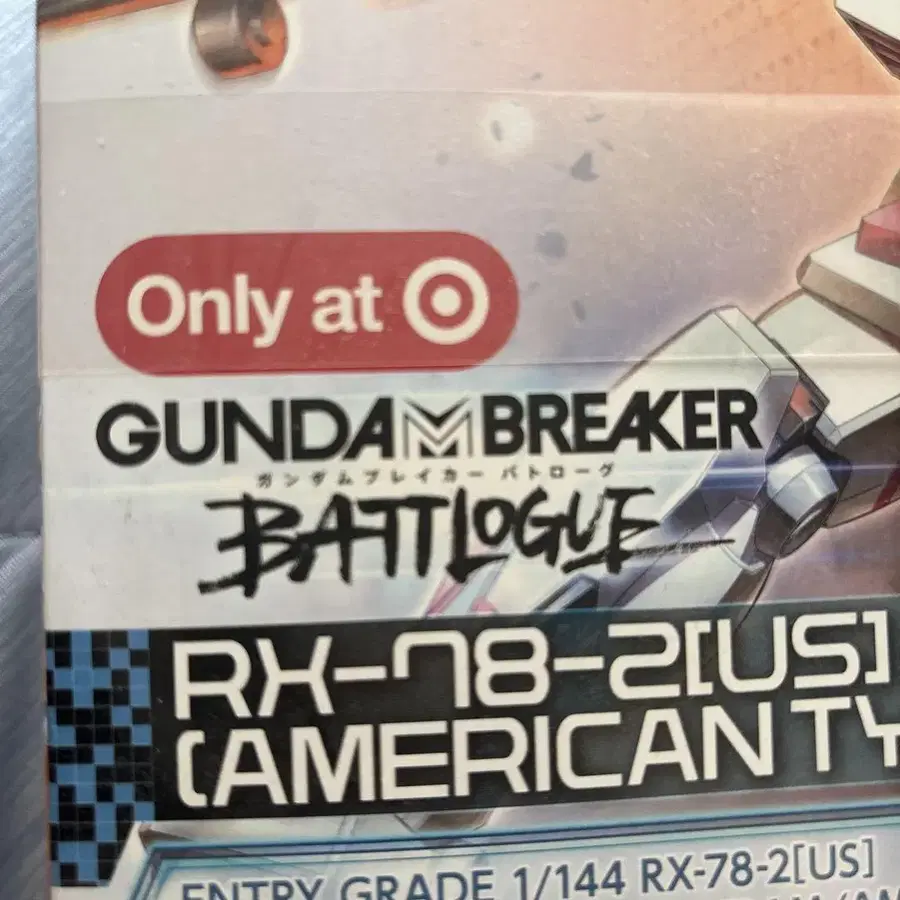 Only at
GUNDAM BREAKER
ガンダムブレイカー バトローグ
BATTLOGUE
RX-78-2[US]
(AMERICAN TY
ENTRY GRADE 1/144 RX-78-2[US]